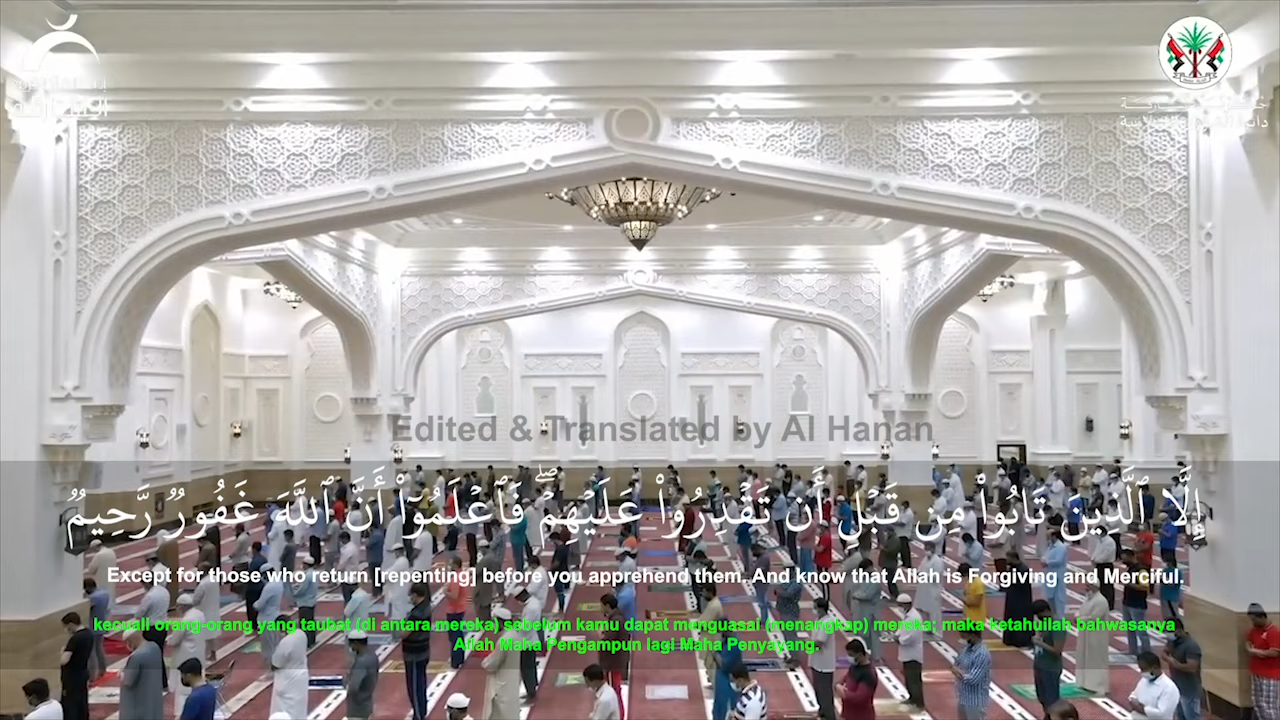 Edited & Translated by Al Hanan
إِلَّا ٱلَّذِينَ تَابُوا۟ مِن قَبْلِ أَن تَقْدِرُوا۟ عَلَيْهِمْ ۖ فَٱعْلَمُوٓا۟ أَنَّ ٱللَّهَ غَفُورٌ رَّحِيمٌ
Except for those who return [repenting] before you apprehend them. And know that Allah is Forgiving and Merciful.
kecuali orang-orang yang taubat (di antara mereka) sebelum kamu dapat menguasai (menangkap) mereka; maka ketahuilah bahwasanya
Allah Maha Pengampun lagi Maha Penyayang.